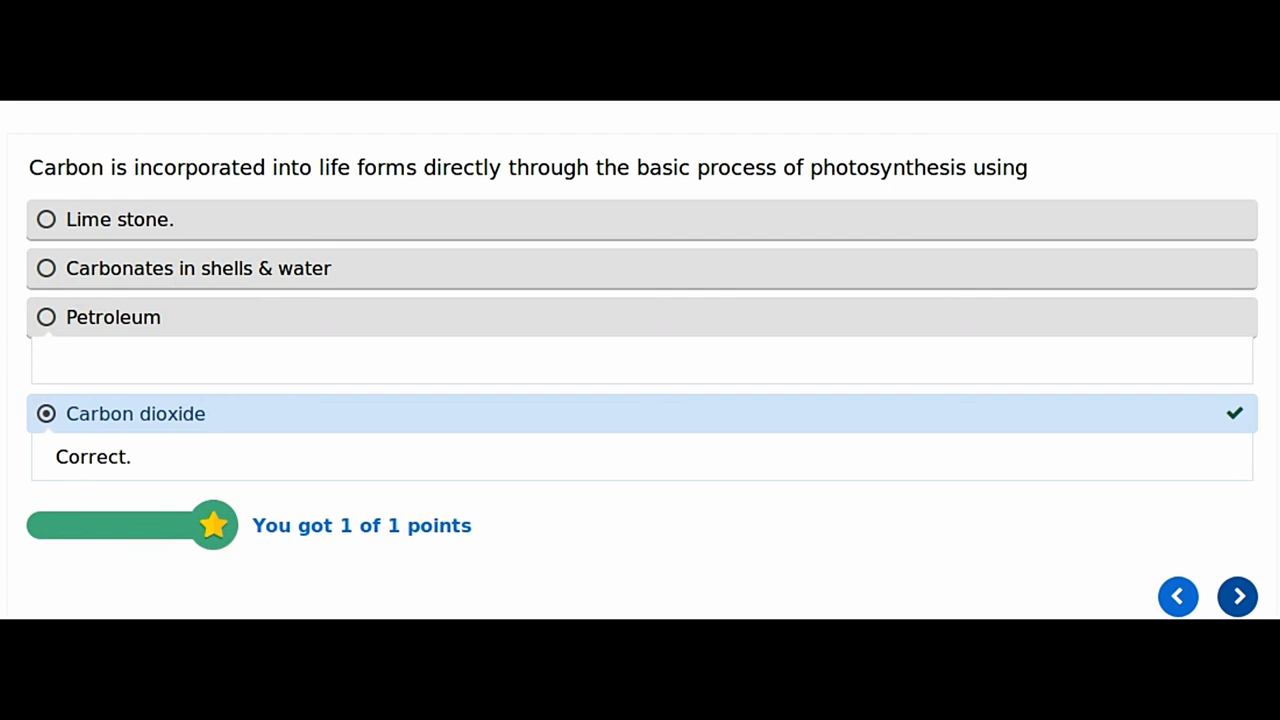 Carbon is incorporated into life forms directly through the basic process of photosynthesis using
Lime stone.
Carbonates in shells & water
Petroleum
Carbon dioxide
Correct.
You got 1 of 1 points